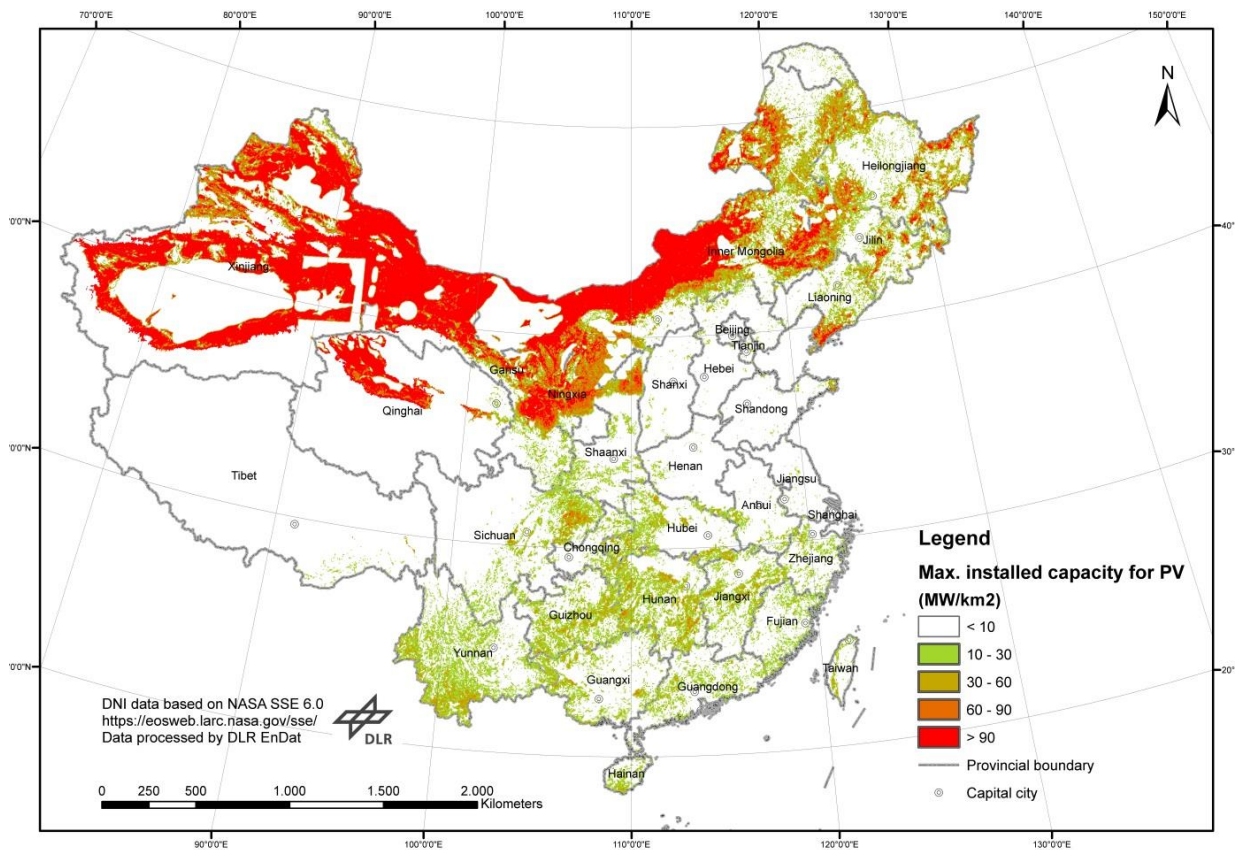 70°0'0"E
80°0'0"E
90°0'0"E
100°0'0"E
110°0'0"E
120°0'0"E
130°0'0"E
140°0'0"E
150°0'0"E
N
Heilongjiang
Jilin
Inner Mongolia
Xinjiang
Liaoning
Beijing
Tianjin
Hebei
Gansu
Ningxia
Shanxi
Qinghai
Shandong
Shaanxi
Henan
Tibet
Jiangsu
Anhui
Shanghai
Sichuan
Hubei
Chongqing
Zhejiang
Hunan
Jiangxi
Guizhou
Fujian
Yunnan
Taiwan
Guangxi
Guangdong
Hainan
0'0"N
0'0"N
0'0"N
40°
30°
20°
Legend
Max. installed capacity for PV
(MW/km2)
< 10
10 - 30
30 - 60
60 - 90
> 90
Provincial boundary
Capital city
DNI data based on NASA SSE 6.0
https://eosweb.larc.nasa.gov/sse/
Data processed by DLR EnDat
DLR
0 250 500 1.000 1.500 2.000
Kilometers
90°0'0"E
100°0'0"E
110°0'0"E
120°0'0"E
130°0'0"E